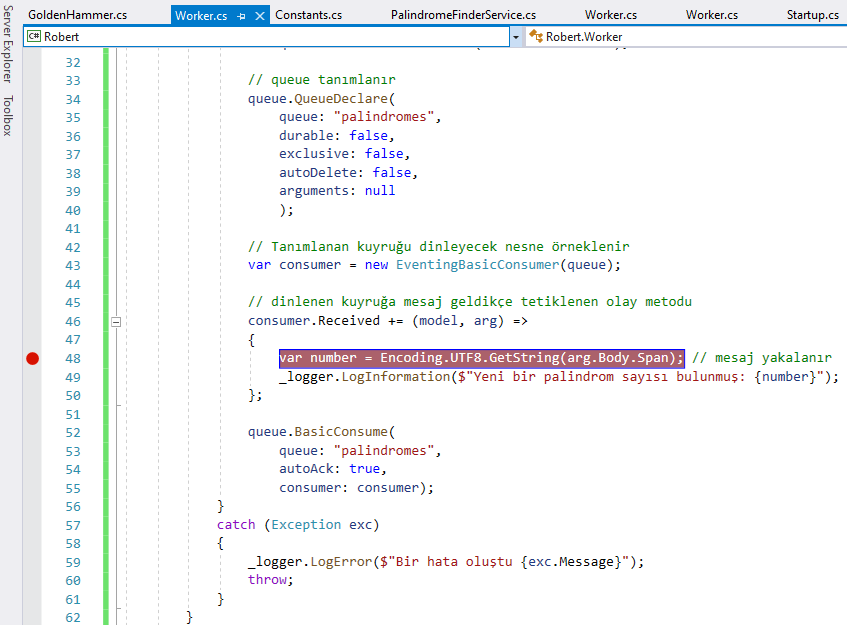 GoldenHammer.cs Worker.cs Constants.cs PalindromeFinderService.cs Worker.cs Worker.cs Startup.cs
Server Explorer
Toolbox
C# Robert Robert.Worker
32
33 // queue tanımlanır
34 queue.QueueDeclare(
35 queue: "palindromes",
36 durable: false,
37 exclusive: false,
38 autoDelete: false,
39 arguments: null
40 );
41
42 // Tanımlanan kuyruğu dinleyecek nesne örneklenir
43 var consumer = new EventingBasicConsumer(queue);
44
45 // dinlenen kuyruğa mesaj geldikçe tetiklenen olay metodu
46 consumer.Received += (model, arg) =>
47 {
48 var number = Encoding.UTF8.GetString(arg.Body.Span); // mesaj yakalanır
49 _logger.LogInformation($"Yeni bir palindrom sayısı bulunmuş: {number}");
50 };
51
52 queue.BasicConsume(
53 queue: "palindromes",
54 autoAck: true,
55 consumer: consumer);
56 }
57 catch (Exception exc)
58 {
59 _logger.LogError($"Bir hata oluştu {exc.Message}");
60 throw;
61 }
62 }